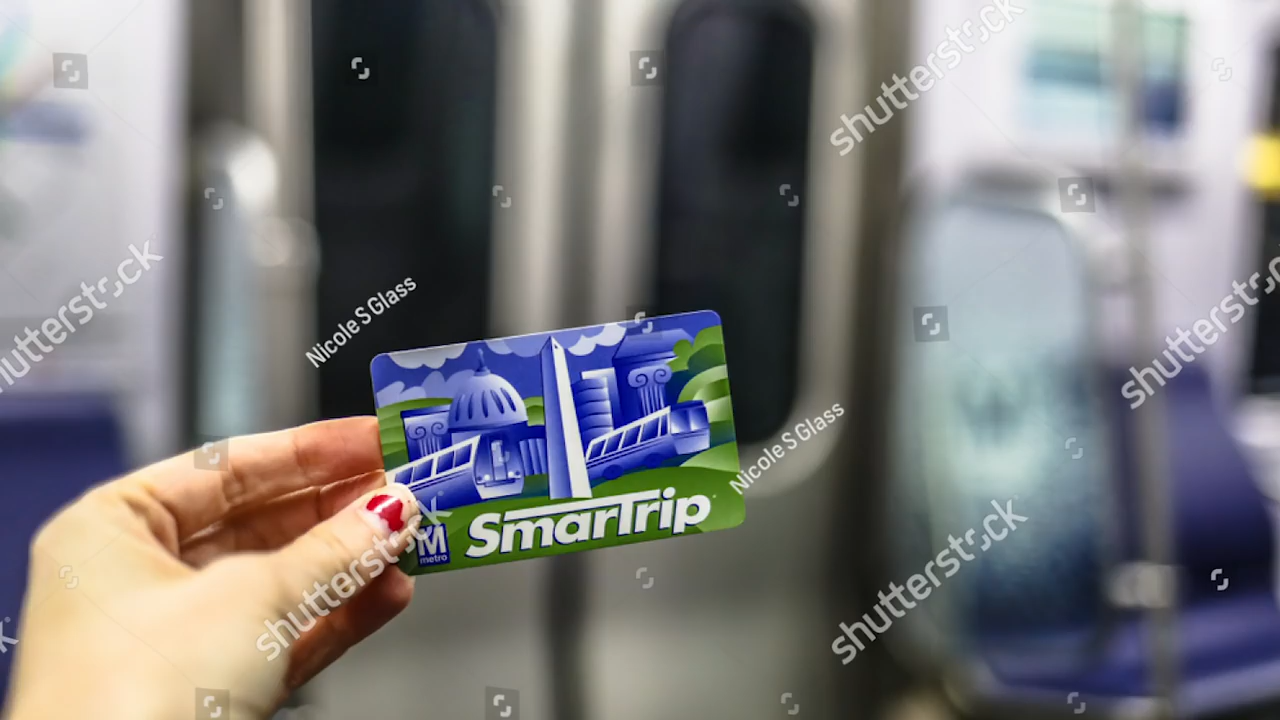 shutterstock
shutterstock
Nicole S Glass
shutterstock
Nicole S Glass
SmarTrip
M
metro
shutterstock
shutterstock